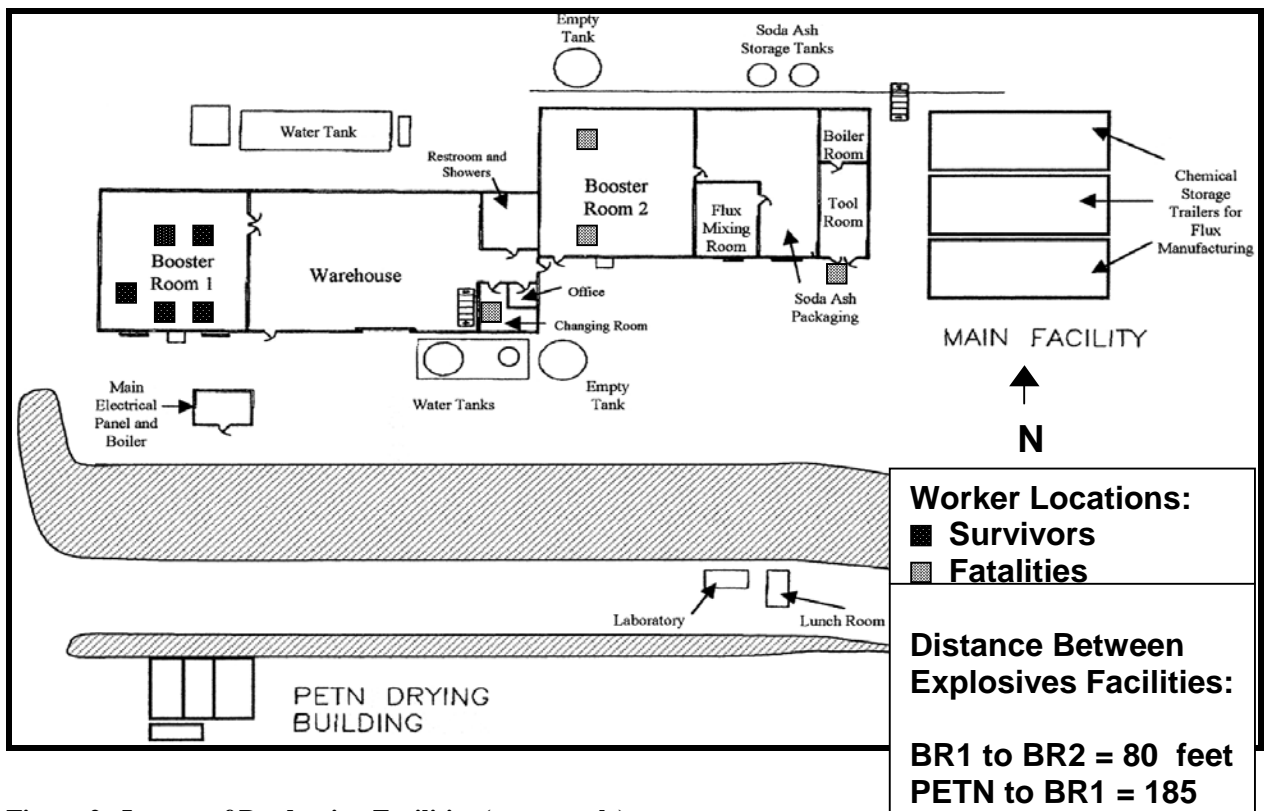 Empty
Tank
Soda Ash
Storage Tanks
Water Tank
Restroom and
Showers
Boiler
Room
Booster
Room 2
Flux
Mixing
Room
Tool
Room
Chemical
Storage
Trailers for
Flux
Manufacturing
Booster
Room 1
Warehouse
Office
Changing Room
Soda Ash
Packaging
MAIN FACILITY
Main
Electrical
Panel and
Boiler
Water Tanks
Empty
Tank
N
Worker Locations:
Survivors
Fatalities
Laboratory
Lunch Room
PETN DRYING
BUILDING
Distance Between
Explosives Facilities:
BR1 to BR2 = 80 feet
PETN to BR1 = 185